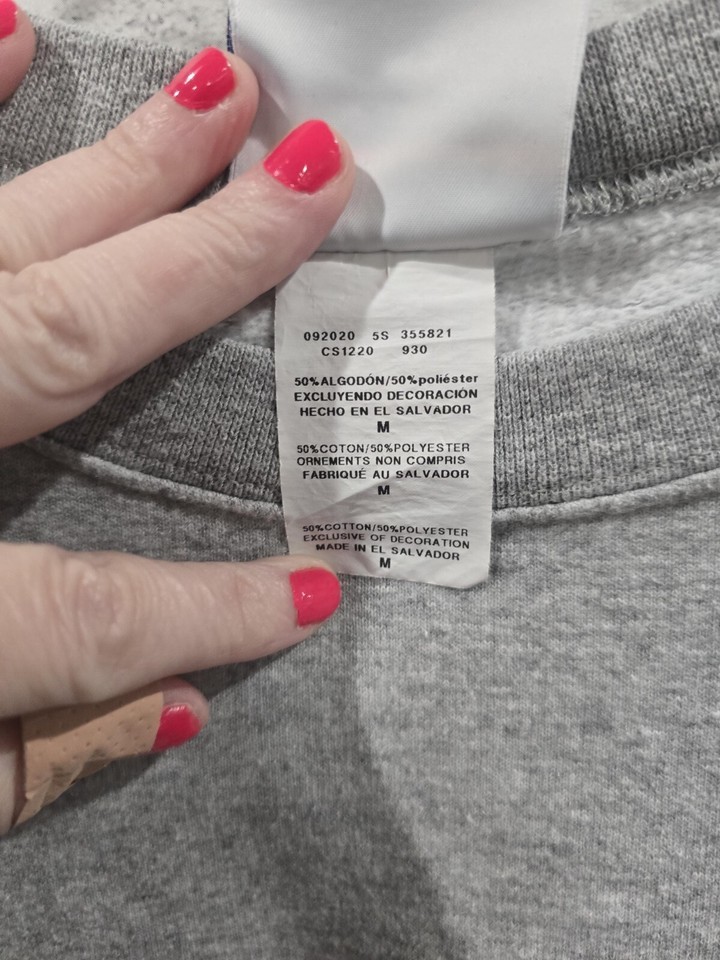 092020 5S 355821
CS1220 930
50%ALGODÓN/50%poliéster
EXCLUYENDO DECORACIÓN
HECHO EN EL SALVADOR
M
50%COTON/50%POLYESTER
ORNEMENTS NON COMPRIS
FABRIQUÉ AU SALVADOR
M
50%COTTON/50%POLYESTER
EXCLUSIVE OF DECORATION
MADE IN EL SALVADOR
M